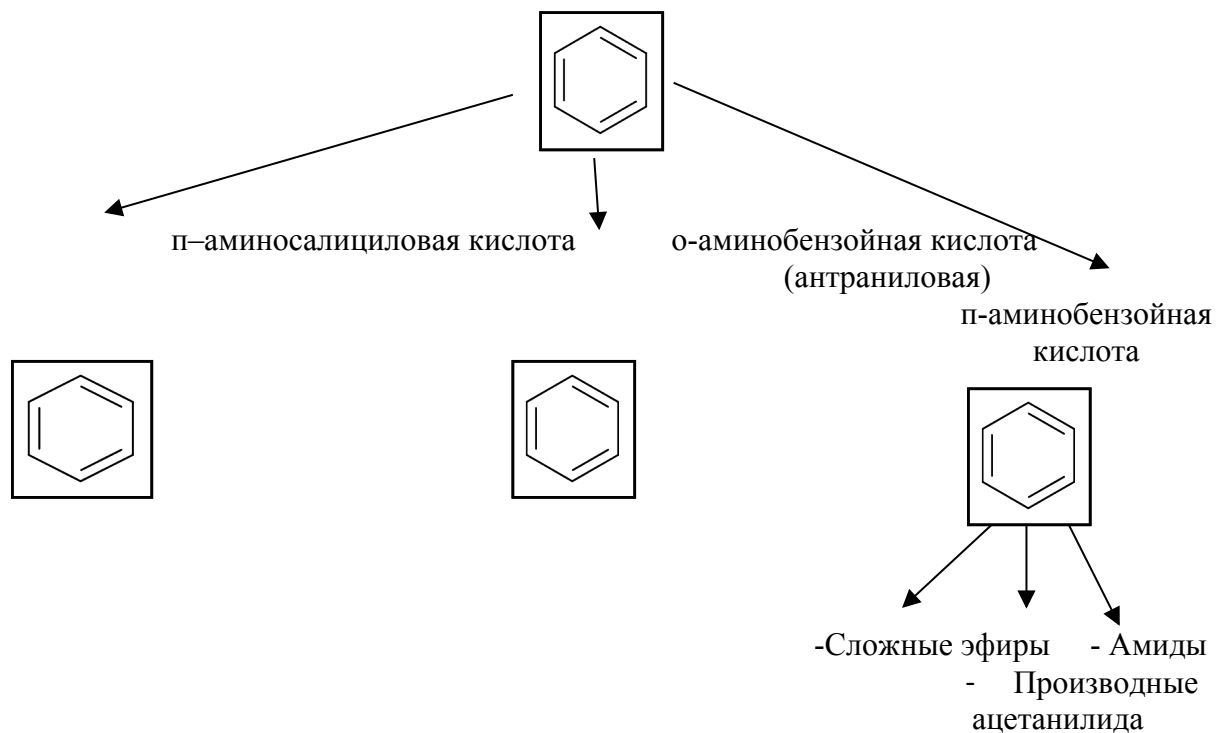 п–аминосалициловая кислота
о-аминобензойная кислота
(антраниловая)
п-аминобензойная
кислота
-Сложные эфиры - Амиды
- Производные
ацетанилида